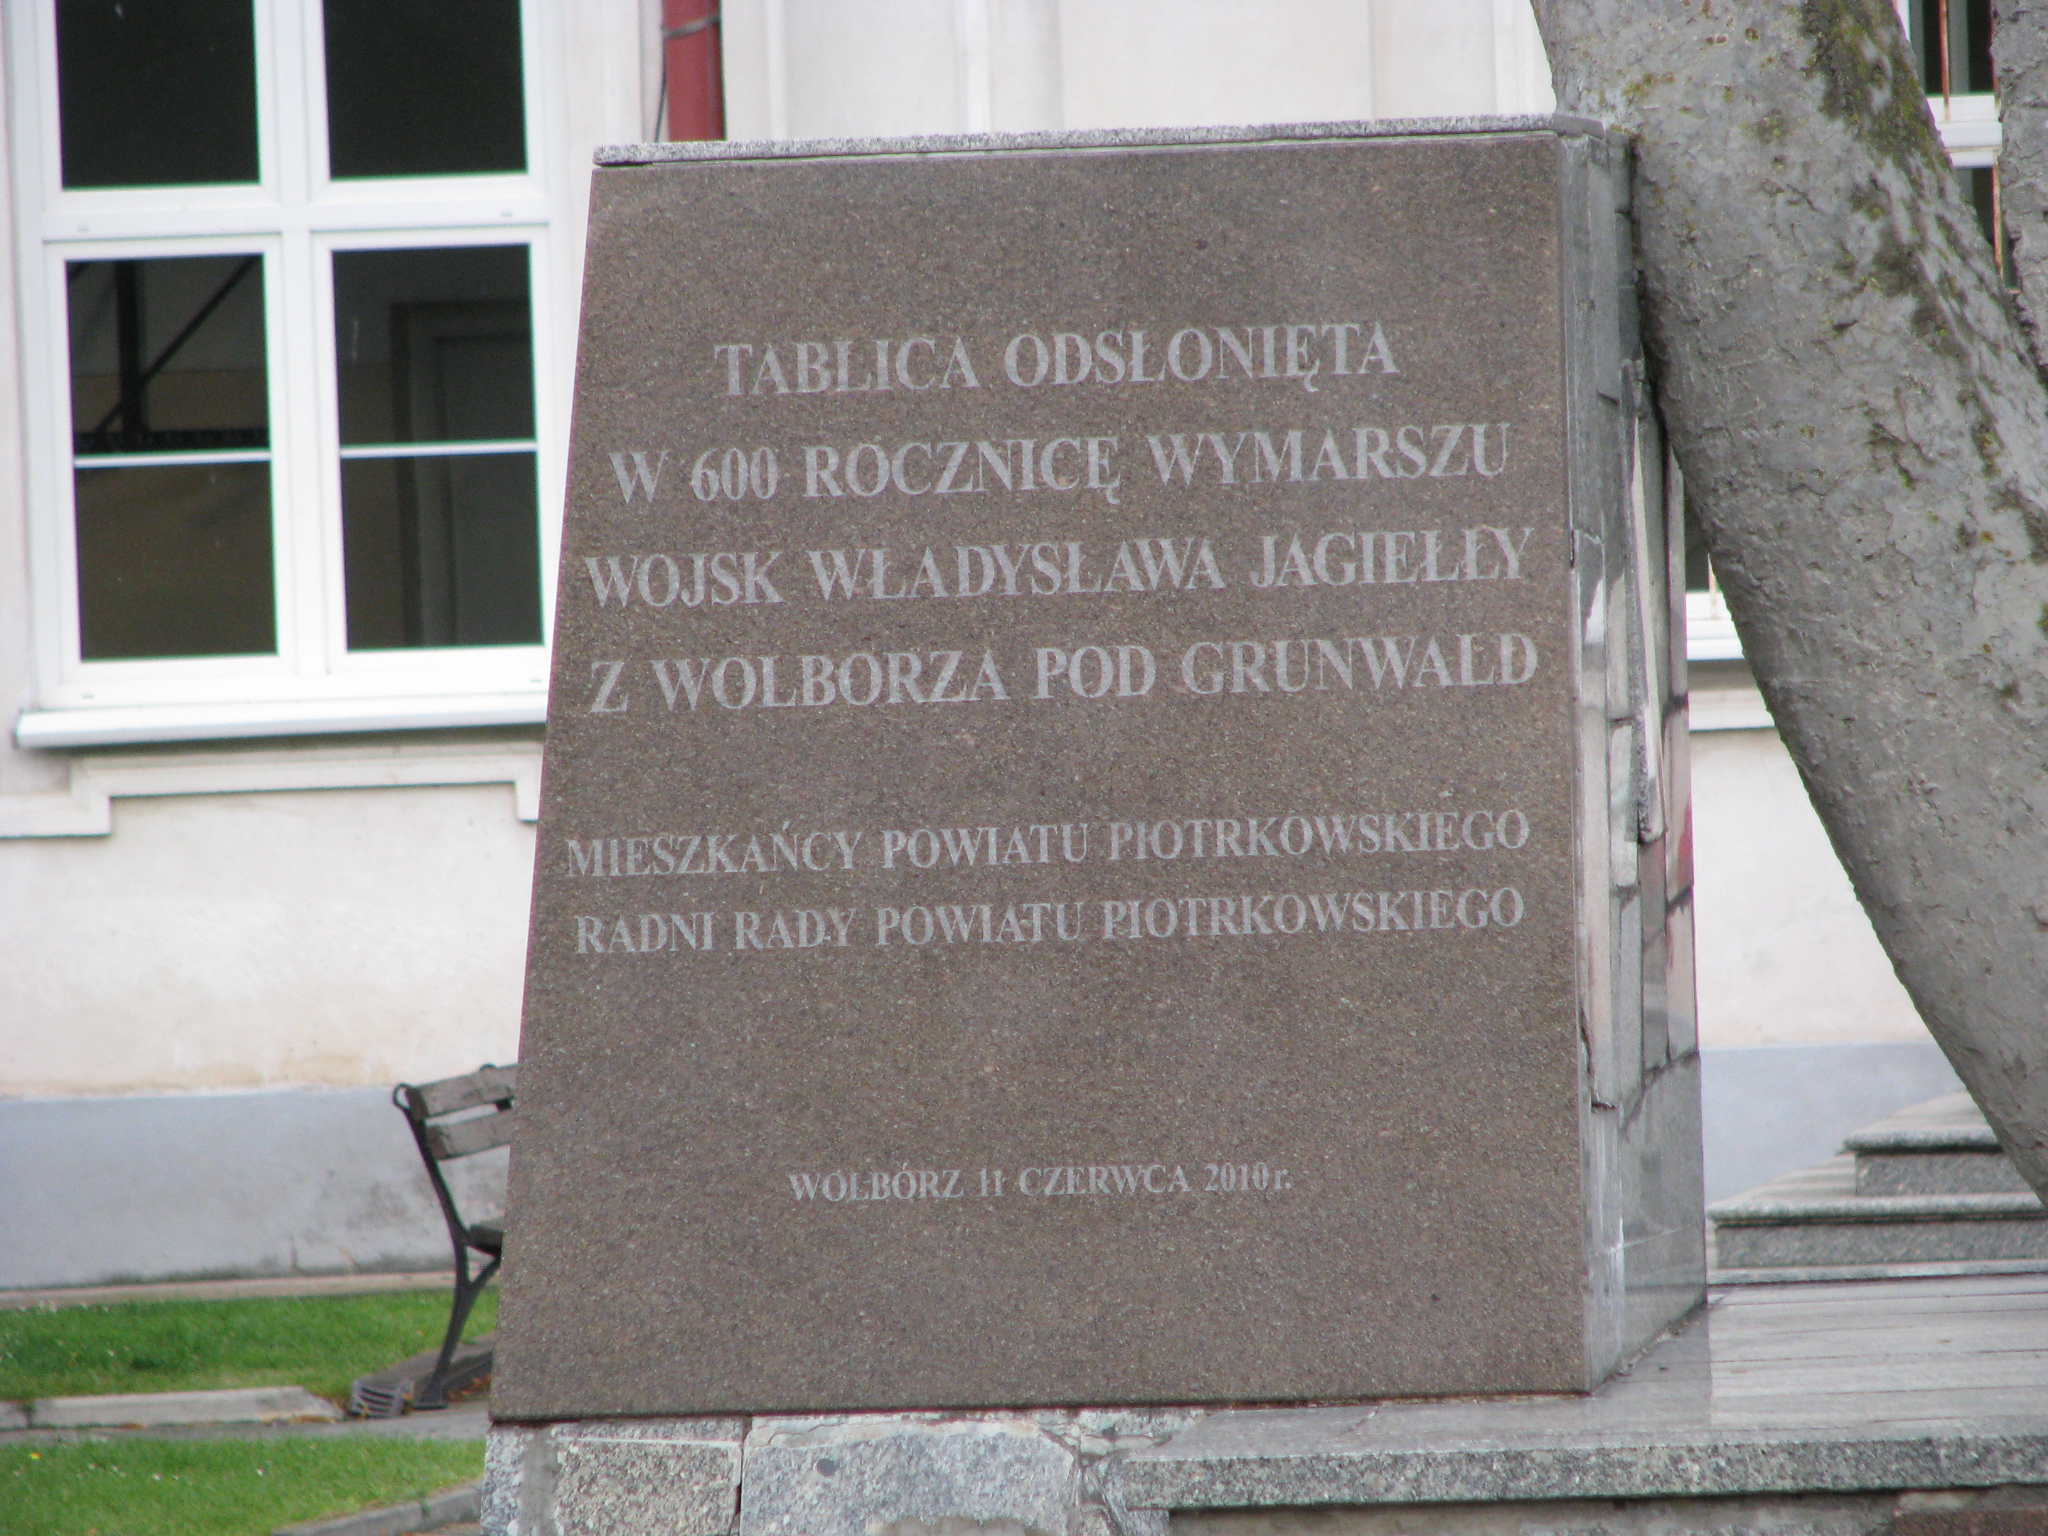 TABLICA ODSŁONIĘTA
W 600 ROCZNICĘ WYMARSZU
WOJSK WŁADYSŁAWA JAGIEŁŁY
Z WOLBORZA POD GRUNWALD
MIESZKAŃCY POWIATU PIOTRKOWSKIEGO
RADNI RADY POWIATU PIOTRKOWSKIEGO
WOLBÓRZ 11 CZERWCA 2010 r.